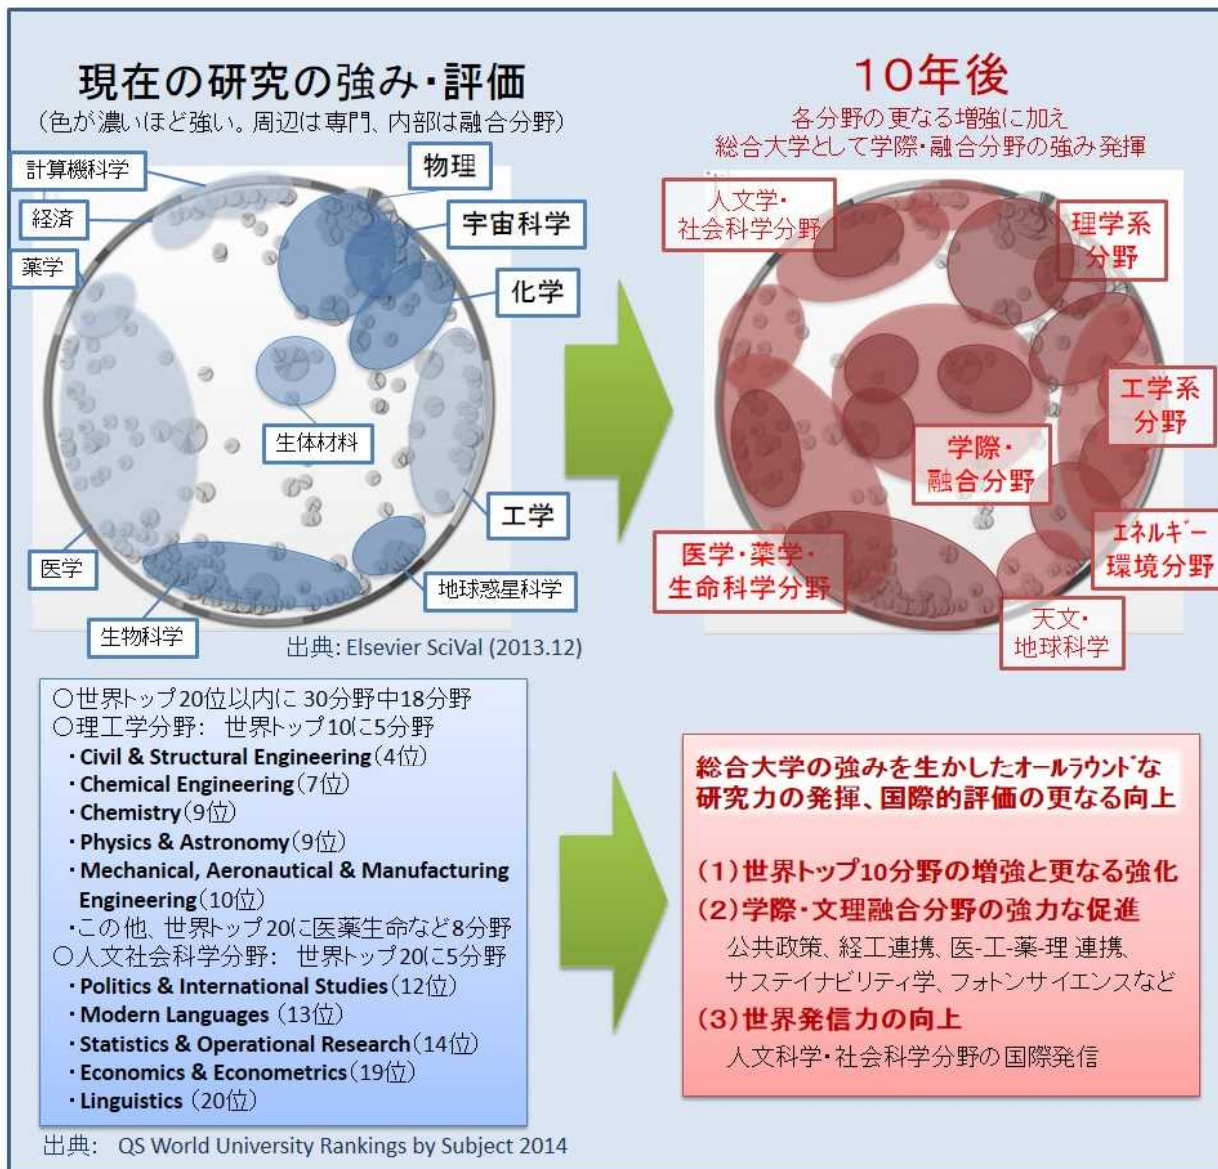 現在の研究の強み・評価
(色が濃いほど強い。周辺は専門、内部は融合分野)
計算機科学
経済
薬学
物理
宇宙科学
化学
生体材料
工学
医学
生物科学
地球惑星科学
出典: Elsevier SciVal (2013.12)
10年後
各分野の更なる増強に加え
総合大学として学際・融合分野の強み発揮
人文学・
社会科学分野
理学系
分野
工学系
分野
学際・
融合分野
医学・薬学・
生命科学分野
エネルギー
環境分野
天文・
地球科学
○世界トップ20位以内に 30分野中18分野
○理工学分野: 世界トップ10に5分野
・Civil & Structural Engineering(4位)
・Chemical Engineering(7位)
・Chemistry(9位)
・Physics & Astronomy(9位)
・Mechanical, Aeronautical & Manufacturing
Engineering(10位)
・この他、世界トップ20に医薬生命など8分野
○人文社会科学分野: 世界トップ20に5分野
・Politics & International Studies(12位)
・Modern Languages (13位)
・Statistics & Operational Research(14位)
・Economics & Econometrics(19位)
・Linguistics (20位)
出典: QS World University Rankings by Subject 2014
総合大学の強みを生かしたオールラウンドな
研究力の発揮、国際的評価の更なる向上
(1)世界トップ10分野の増強と更なる強化
(2)学際・文理融合分野の強力な促進
公共政策、経工連携、医-工-薬-理 連携、
サステイナビリティ学、フォトンサイエンスなど
(3)世界発信力の向上
人文科学・社会科学分野の国際発信